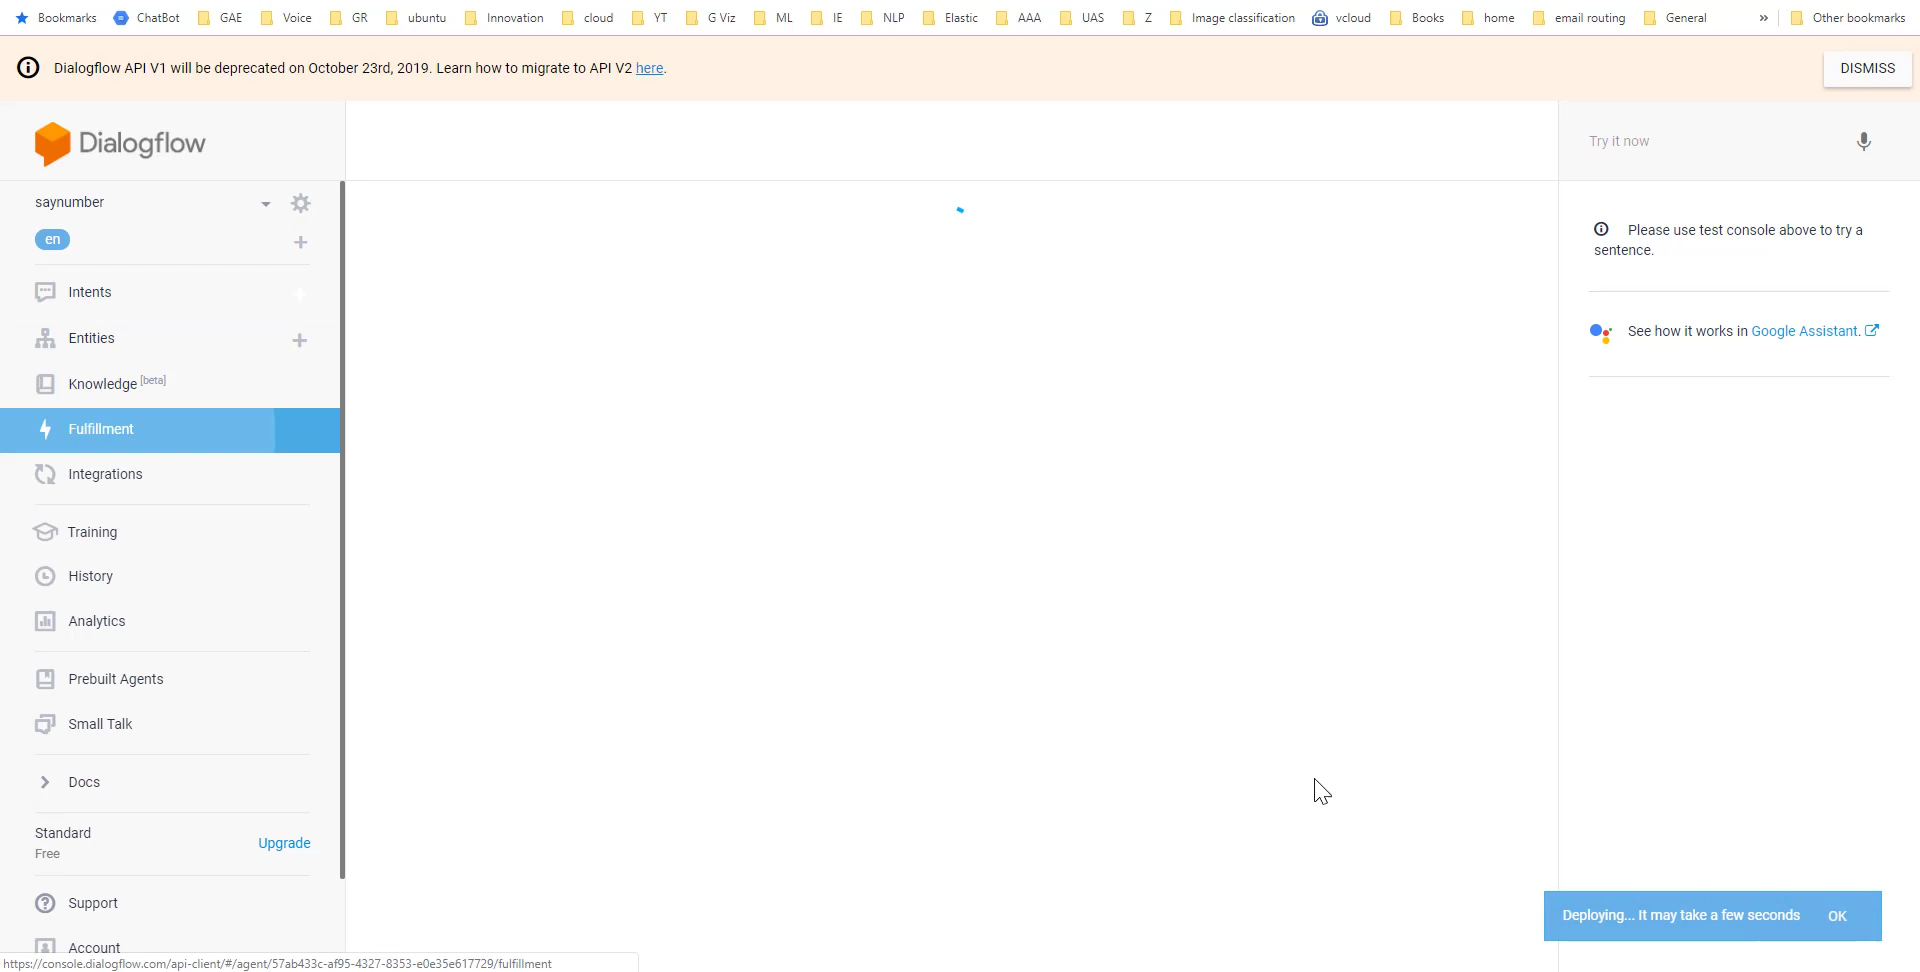 Bookmarks ChatBot GAE Voice GR ubuntu Innovation cloud YT G Viz ML IE NLP Elastic AAA UAS Z Image classification vcloud Books home email routing General » Other bookmarks
Dialogflow API V1 will be deprecated on October 23rd, 2019. Learn how to migrate to API V2 here. DISMISS
Dialogflow
Try it now
saynumber
en
Please use test console above to try a
sentence.
Intents
See how it works in Google Assistant.
Entities
Knowledge [beta]
Fulfillment
Integrations
Training
History
Analytics
Prebuilt Agents
Small Talk
Docs
Standard
Free
Upgrade
Support
Deploying... It may take a few seconds OK
Account
https://console.dialogflow.com/api-client/#/agent/57ab433c-af95-4327-8353-e0e35e617729/fulfillment